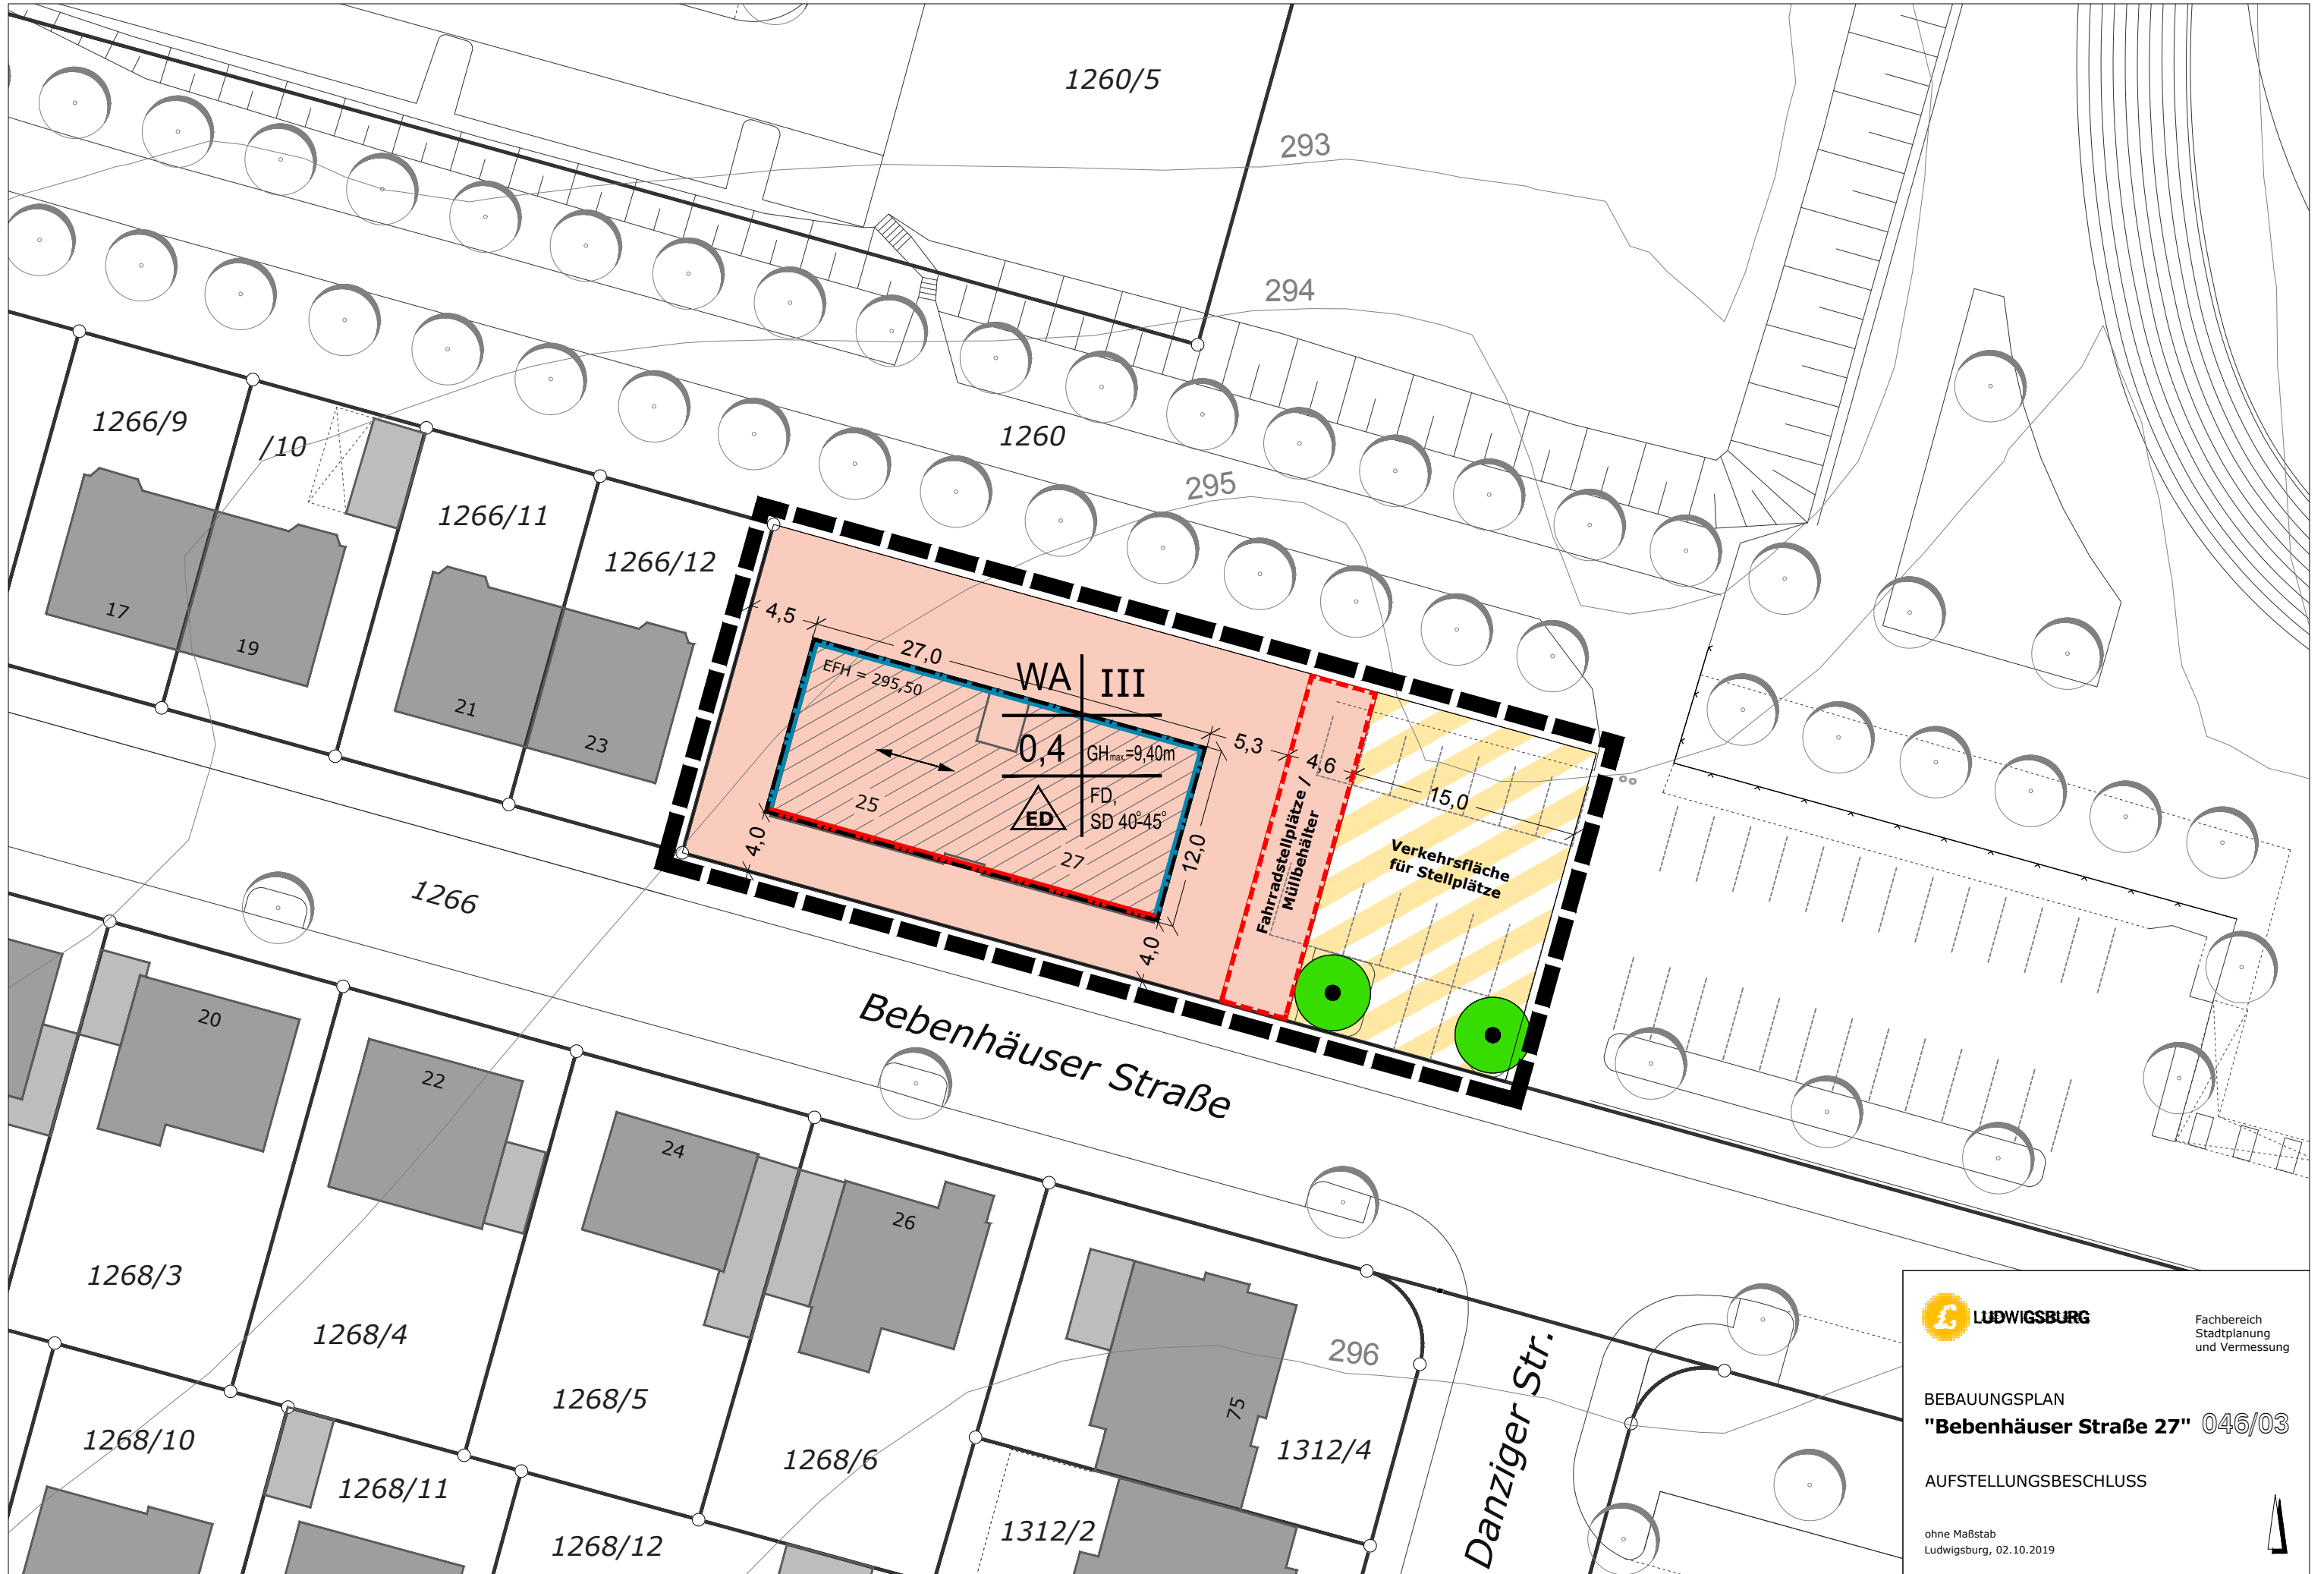 1260/5
293
294
1260
295
1266/9
/10
1266/11
1266/12
17
19
21
23
4,5
27,0
EFH = 295,50
WA
III
0,4
GHmax.=9,40m
ED
FD,
SD 40°-45°
25
27
4,0
4,0
12,0
5,3
4,6
15,0
Fahrradstellplätze /
Müllbehälter
Verkehrsfläche
für Stellplätze
1266
Bebenhäuser Straße
20
22
24
26
75
296
Danziger Str.
1268/3
1268/4
1268/5
1268/6
1312/4
1268/10
1268/11
1268/12
1312/2
LUDWIGSBURG
Fachbereich
Stadtplanung
und Vermessung
BEBAUUNGSPLAN
"Bebenhäuser Straße 27" 046/03
AUFSTELLUNGSBESCHLUSS
ohne Maßstab
Ludwigsburg, 02.10.2019